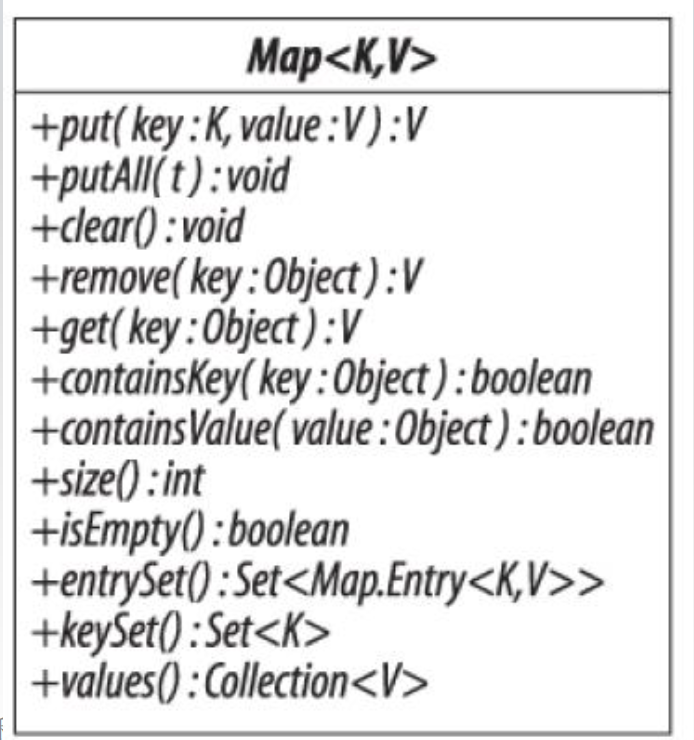 Map<K,V>
+put( key : K, value : V ) : V
+putAll( t ) : void
+clear() : void
+remove( key : Object ) : V
+get( key : Object ) : V
+containsKey( key : Object ) : boolean
+containsValue( value : Object ) : boolean
+size() : int
+isEmpty() : boolean
+entrySet() : Set<Map.Entry<K,V>>
+keySet() : Set<K>
+values() : Collection<V>